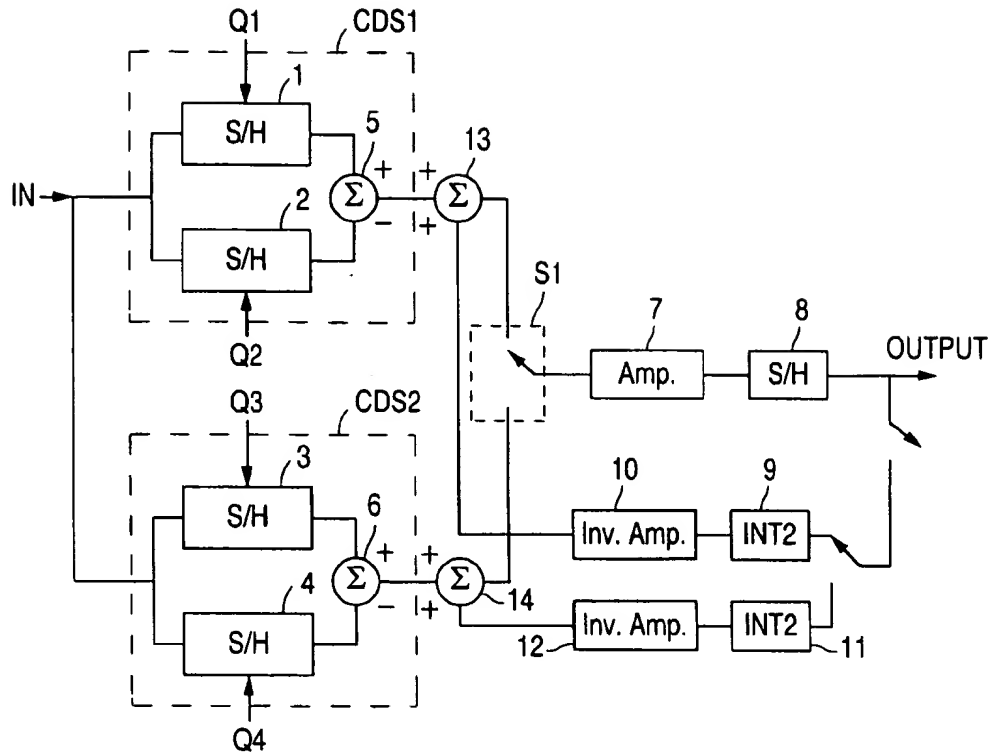 Q1
CDS1
1
S/H
5
13
IN
+
+
Σ
Σ
2
−
+
S/H
S1
Q2
7
8
OUTPUT
Amp.
S/H
Q3
CDS2
3
S/H
10
9
6
Inv. Amp.
INT2
+
+
Σ
Σ
4
−
+
14
S/H
Inv. Amp.
INT2
12
11
Q4